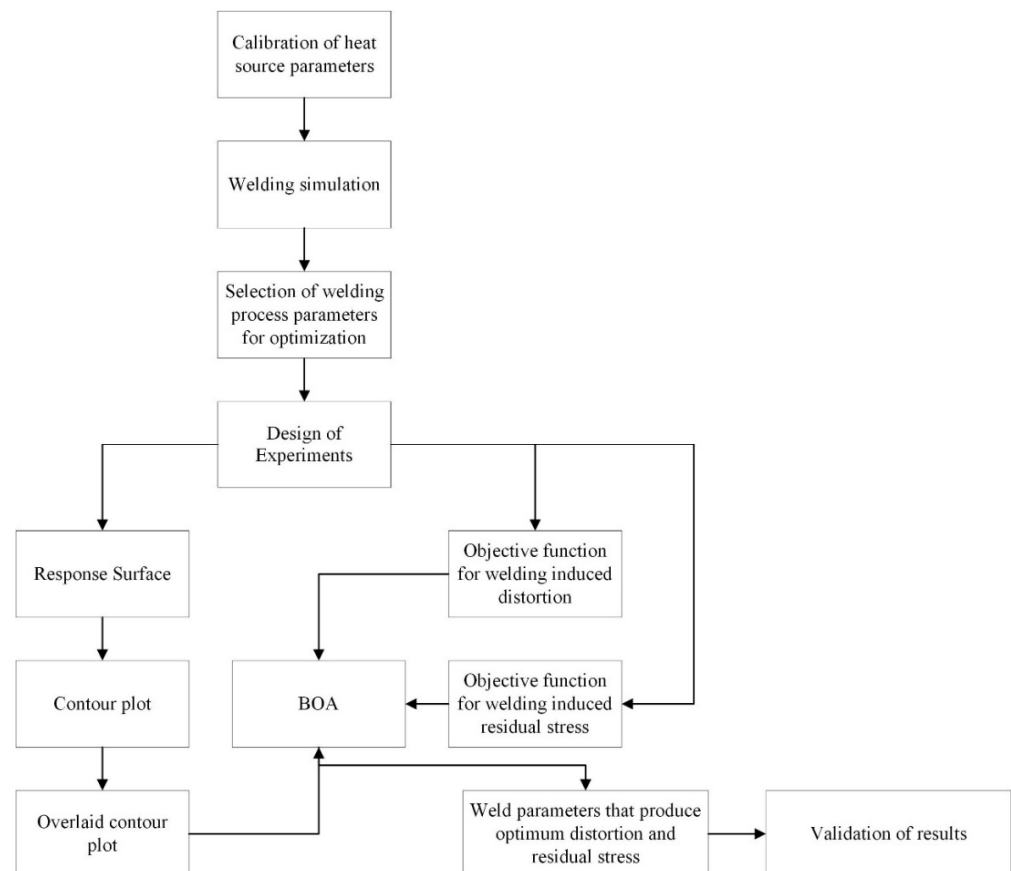 Calibration of heat
source parameters
Welding simulation
Selection of welding
process parameters
for optimization
Design of
Experiments
Response Surface
Objective function
for welding induced
distortion
Contour plot
BOA
Objective function
for welding induced
residual stress
Overlaid contour
plot
Weld parameters that produce
optimum distortion and
residual stress
Validation of results